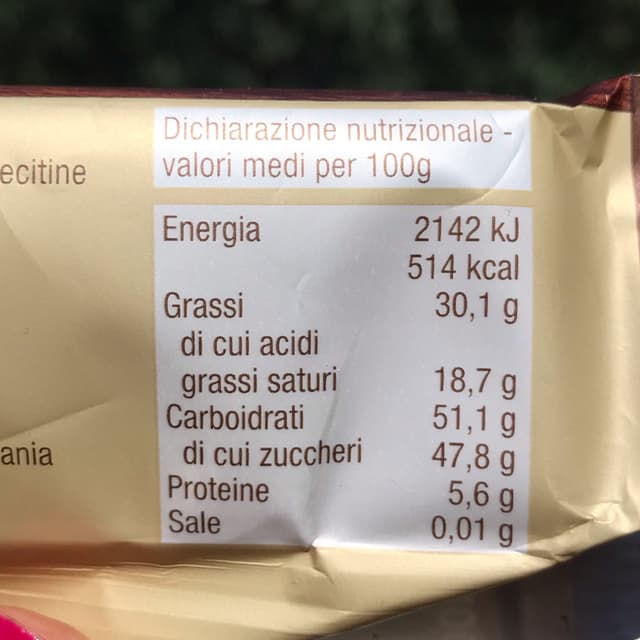 Dichiarazione nutrizionale -
valori medi per 100g
ecitine
Energia 2142 kJ
514 kcal
Grassi 30,1 g
di cui acidi
grassi saturi 18,7 g
Carboidrati 51,1 g
di cui zuccheri 47,8 g
ania
Proteine 5,6 g
Sale 0,01 g